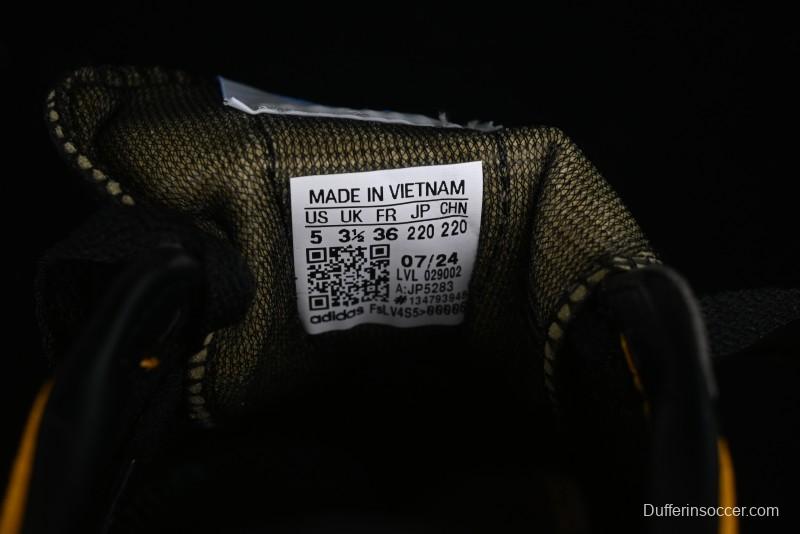 MADE IN VIETNAM
US UK FR JP CHN
5 3½ 36 220 220
07/24
LVL 029002
A:JP5283
adidas
Dufferinsoccer.com